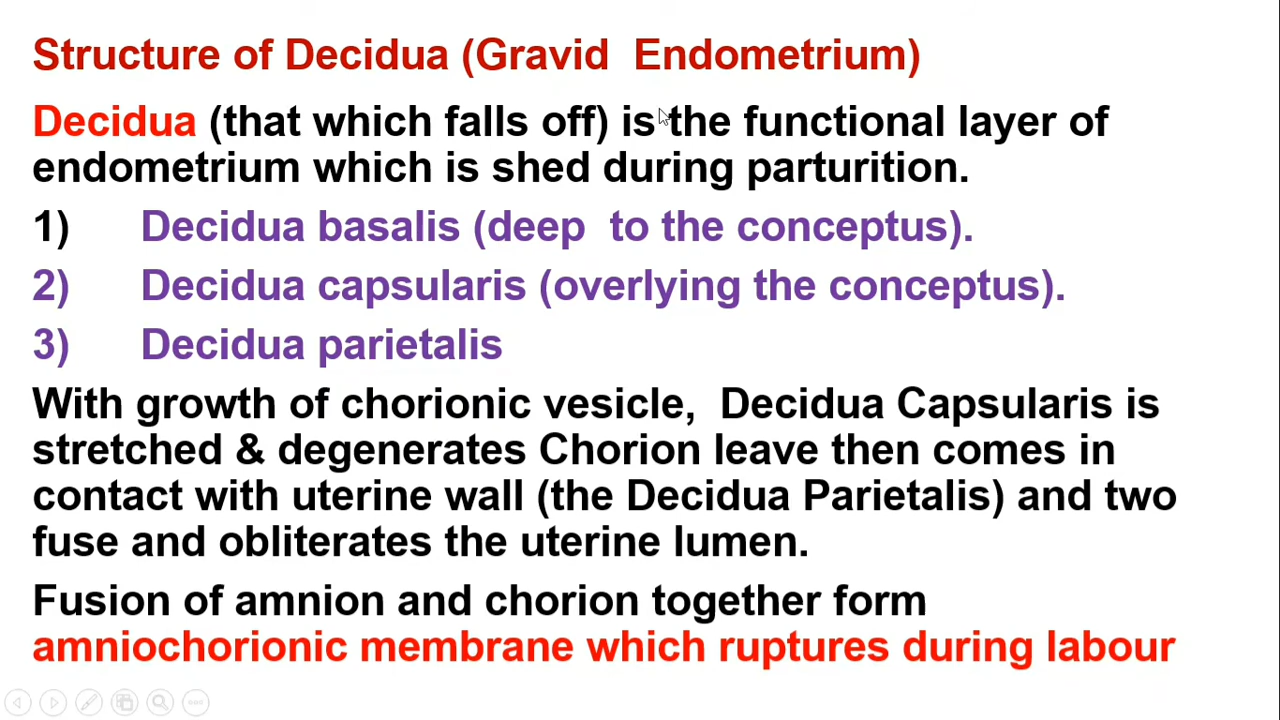 Structure of Decidua (Gravid Endometrium)
Decidua (that which falls off) is the functional layer of
endometrium which is shed during parturition.
1) Decidua basalis (deep to the conceptus).
2) Decidua capsularis (overlying the conceptus).
3) Decidua parietalis
With growth of chorionic vesicle, Decidua Capsularis is
stretched & degenerates Chorion leave then comes in
contact with uterine wall (the Decidua Parietalis) and two
fuse and obliterates the uterine lumen.
Fusion of amnion and chorion together form
amniochorionic membrane which ruptures during labour